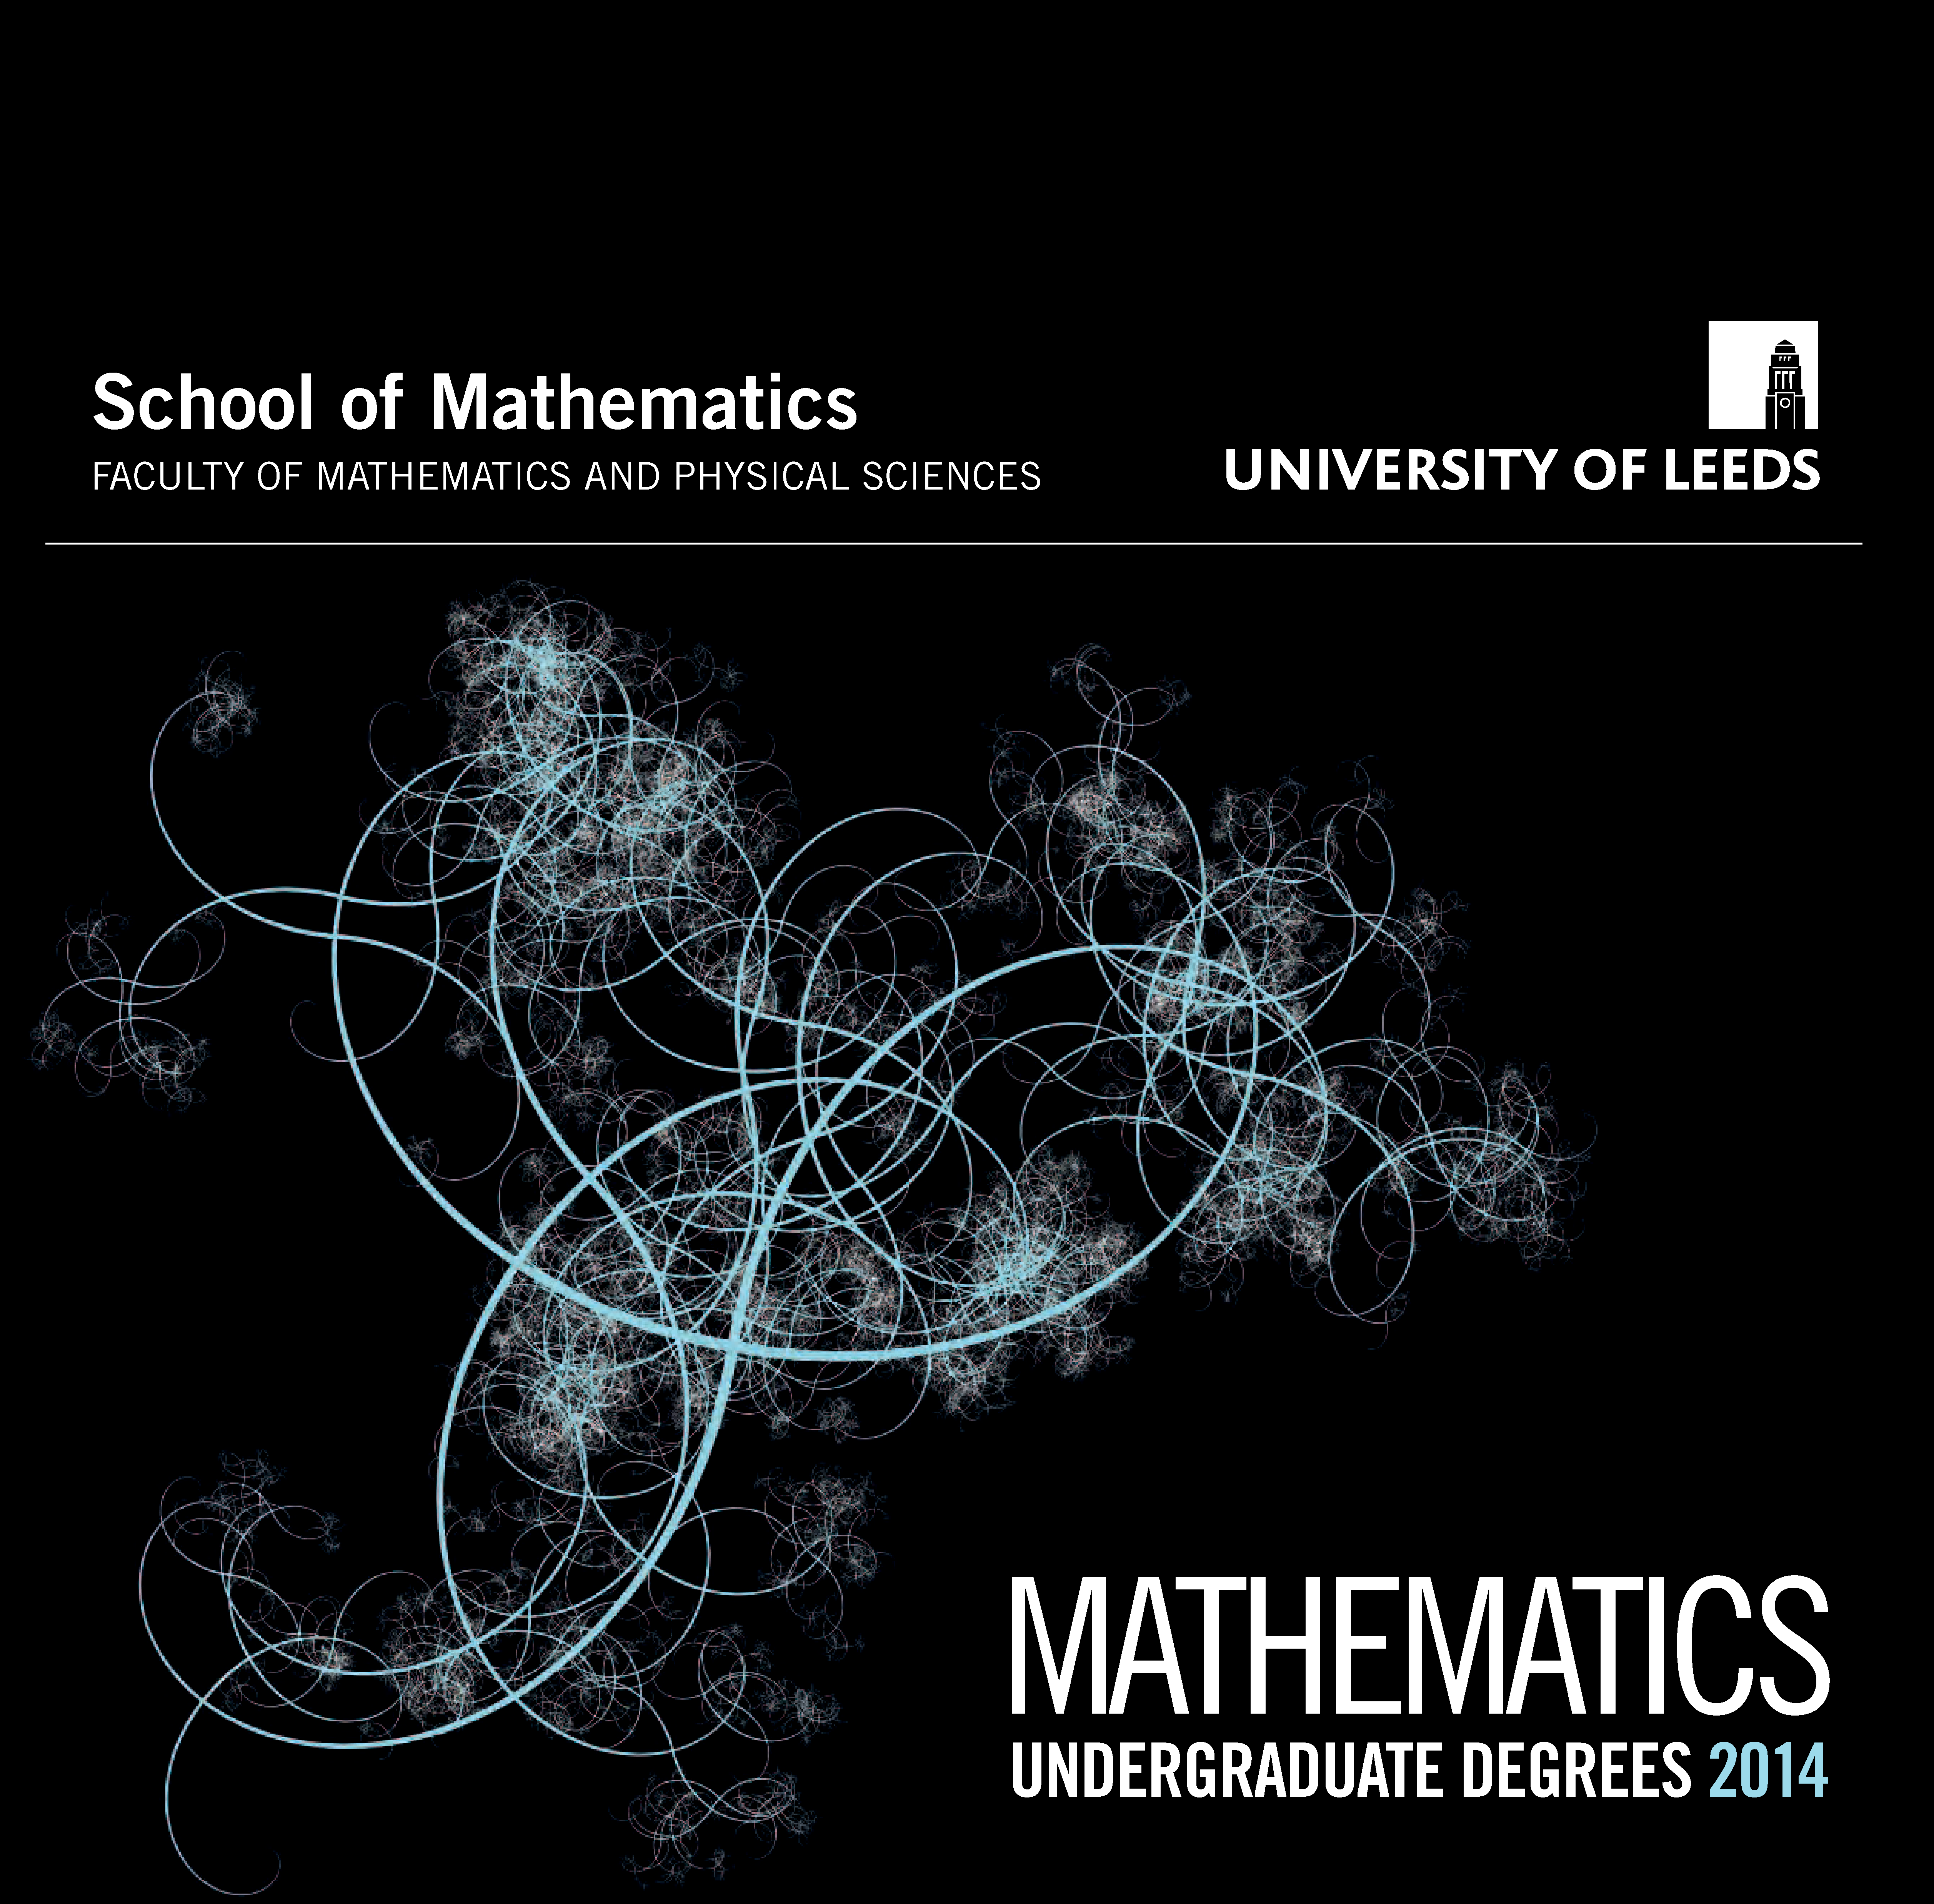 School of Mathematics
FACULTY OF MATHEMATICS AND PHYSICAL SCIENCES
UNIVERSITY OF LEEDS
MATHEMATICS
UNDERGRADUATE DEGREES 2014